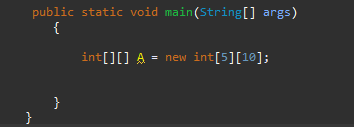 public static void main(String[] args)
{
int[][] A = new int[5][10];
}
}